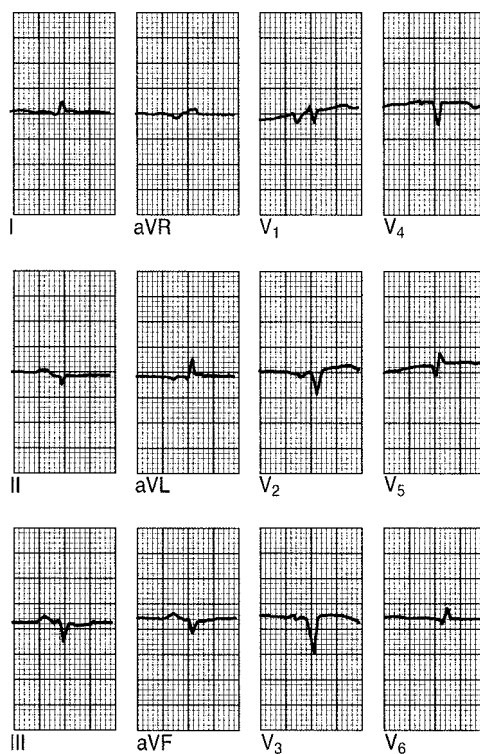 I aVR V₁ V₄
II aVL V₂ V₅
III aVF V₃ V₆